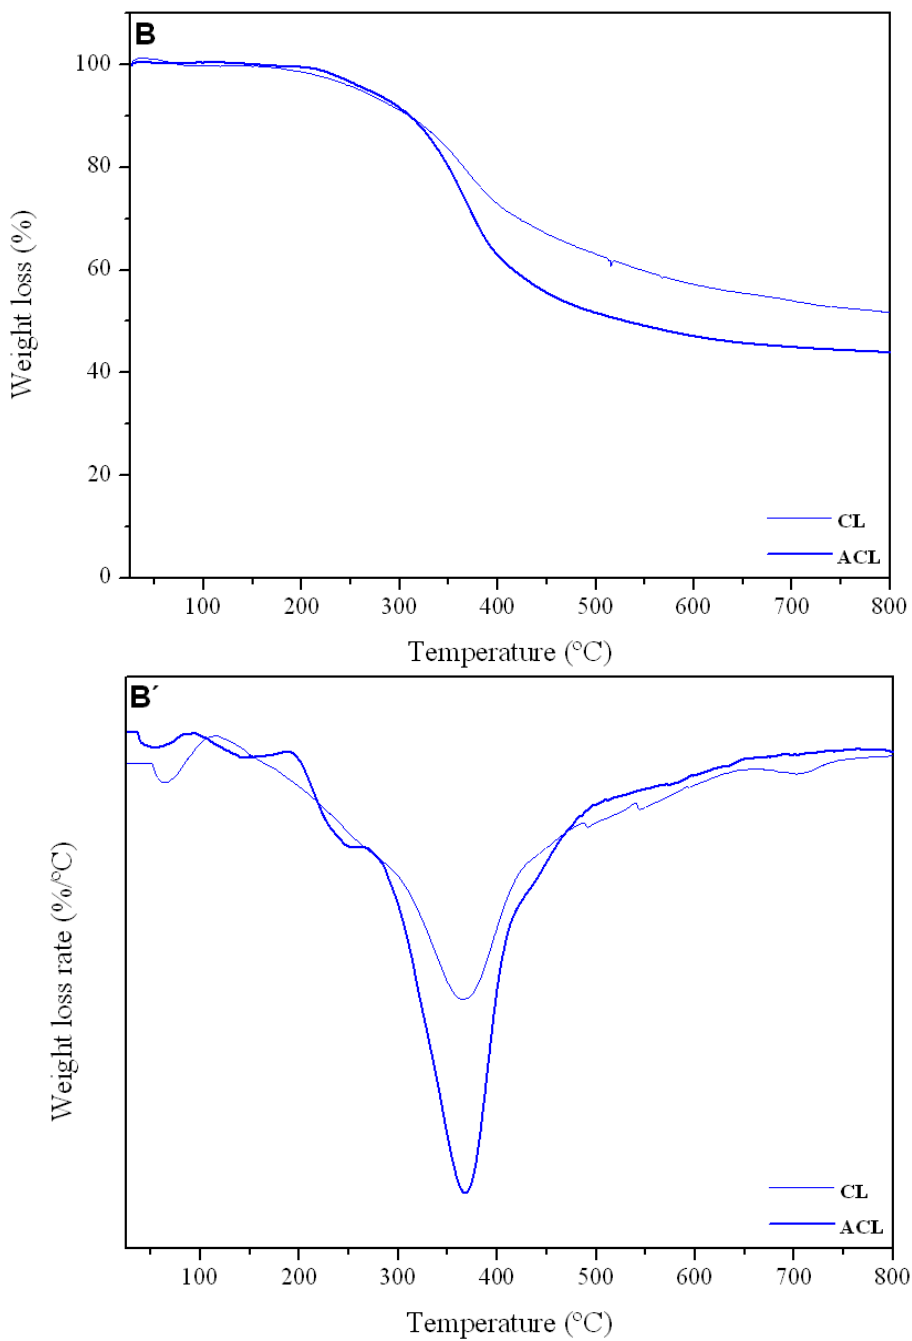 B
100
80
60
40
20
0
Weight loss (%)
CL
ACL
100 200 300 400 500 600 700 800
Temperature (°C)
B´
Weight loss rate (%/°C)
CL
ACL
100 200 300 400 500 600 700 800
Temperature (°C)